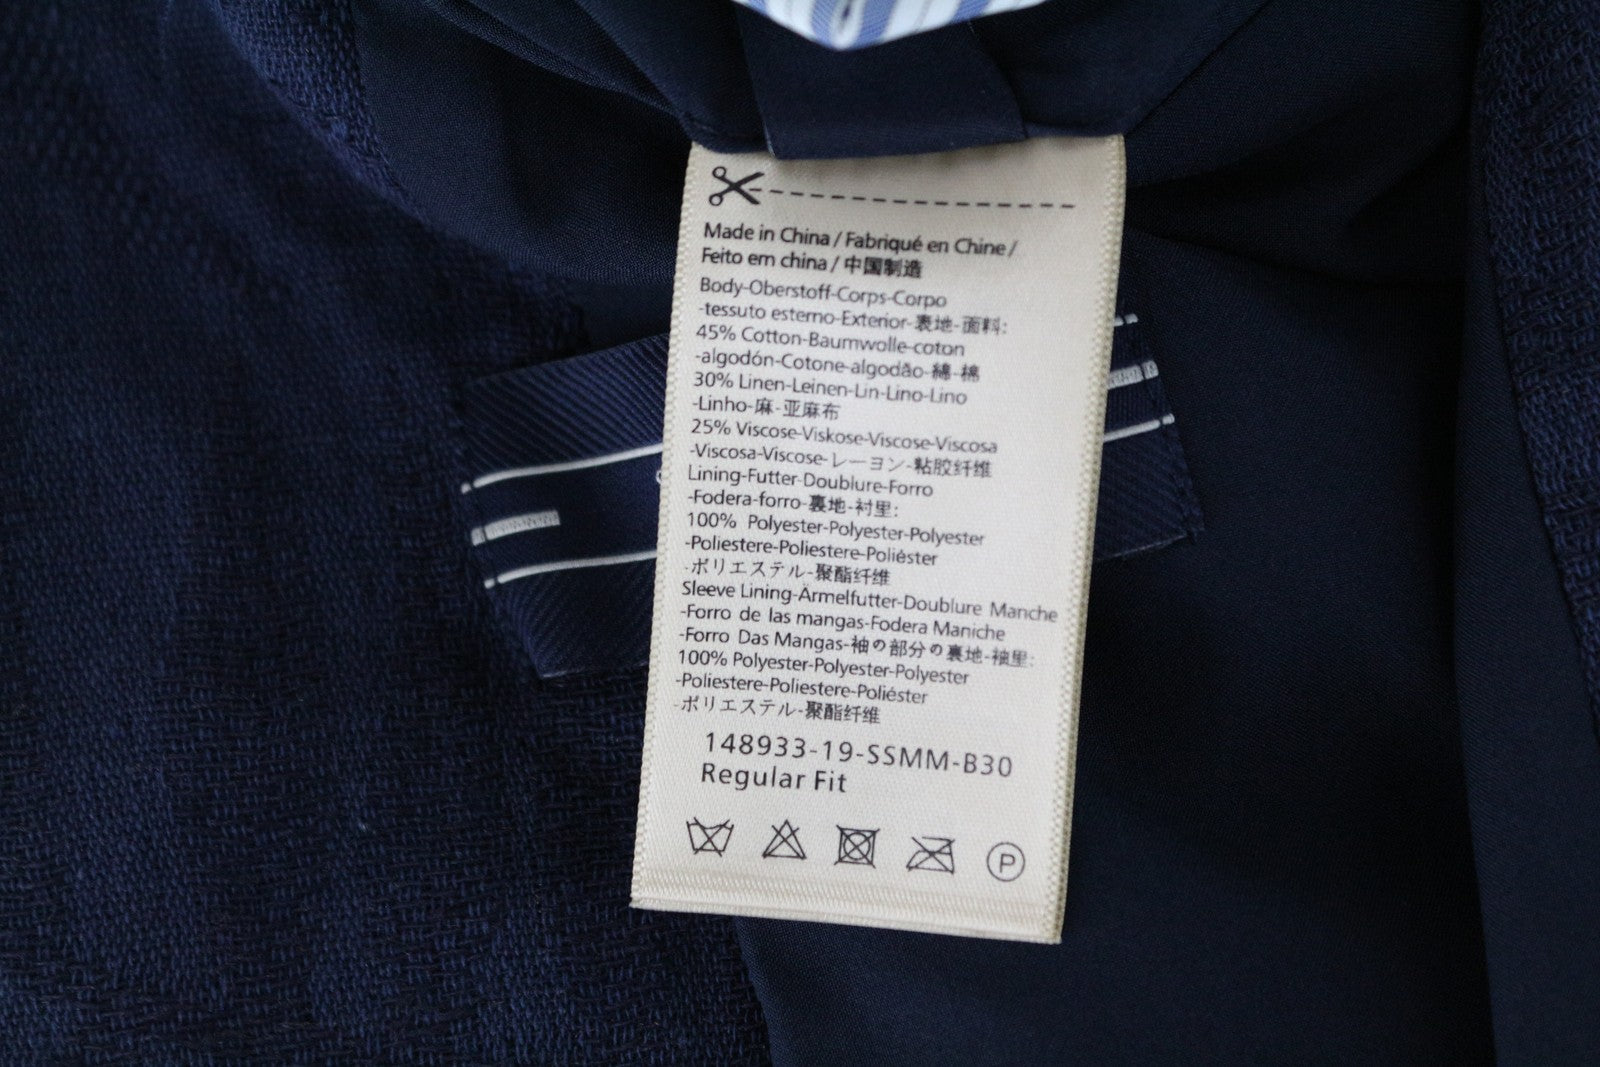 Made in China / Fabriqué en Chine /
Feito em china / 中国制造
Body-Oberstoff-Corps-Corpo
-tessuto esterno-Exterior-表地-面料:
45% Cotton-Baumwolle-coton
-algodón-Cotone-algodão-綿-棉
30% Linen-Leinen-Lin-Lino-Lino
-Linho-麻-亚麻布
25% Viscose-Viskose-Viscose-Viscosa
-Viscosa-Viscose-レーヨン-粘胶纤维
Lining-Futter-Doublure-Forro
-Fodera-forro-裏地-衬里:
100% Polyester-Polyester-Polyester
-Poliestere-Poliestere-Poliéster
-ポリエステル-聚酯纤维
Sleeve Lining-Ärmelfutter-Doublure Manche
-Forro de las mangas-Fodera Maniche
-Forro Das Mangas-袖の部分の裏地-袖里:
100% Polyester-Polyester-Polyester
-Poliestere-Poliestere-Poliéster
-ポリエステル-聚酯纤维
148933-19-SSMM-B30
Regular Fit
P